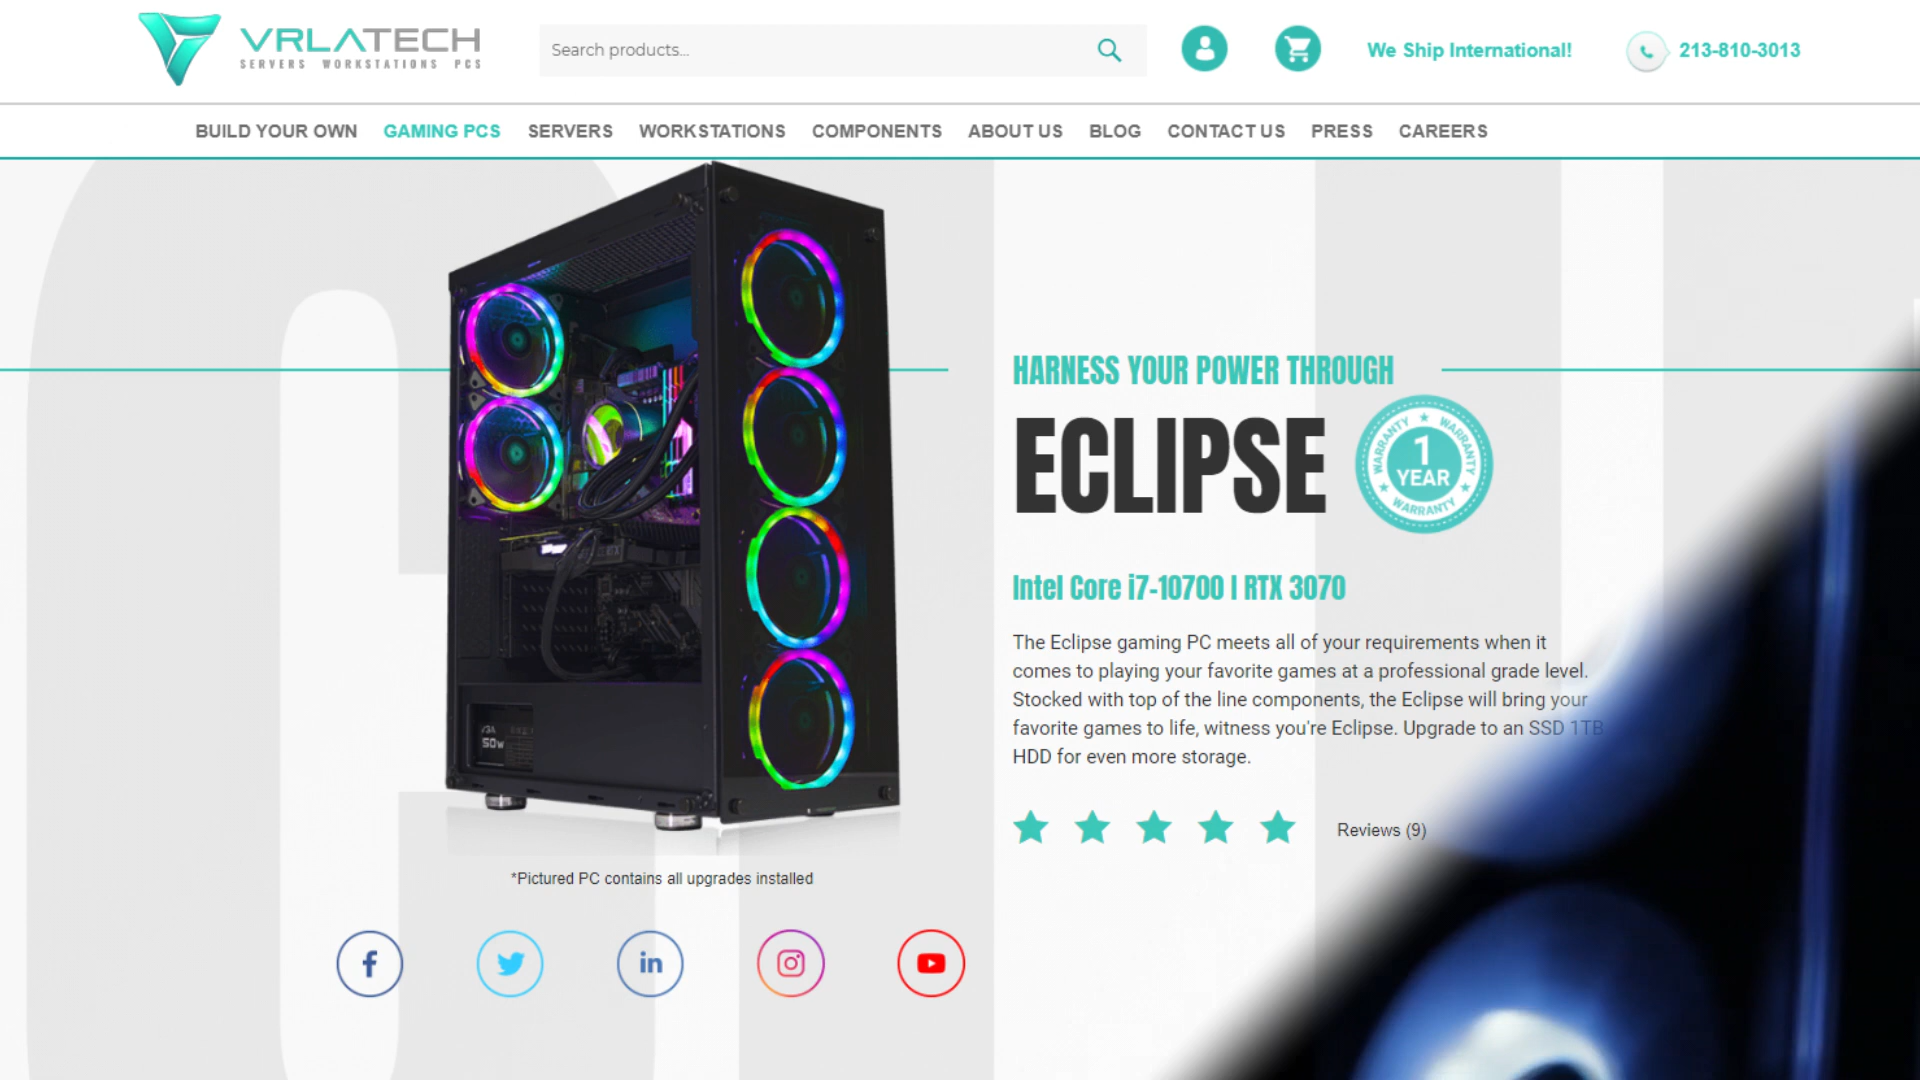 VRLATECH
SERVERS WORKSTATIONS PCS
Search products...
We Ship International!
213-810-3013
BUILD YOUR OWN
GAMING PCS
SERVERS
WORKSTATIONS
COMPONENTS
ABOUT US
BLOG
CONTACT US
PRESS
CAREERS
HARNESS YOUR POWER THROUGH
ECLIPSE
WARRANTY WARRANTY
1
YEAR
WARRANTY
Intel Core i7-10700 | RTX 3070
The Eclipse gaming PC meets all of your requirements when it
comes to playing your favorite games at a professional grade level.
Stocked with top of the line components, the Eclipse will bring your
favorite games to life, witness you're Eclipse. Upgrade to an SSD 1TB
HDD for even more storage.
Reviews (9)
50W
*Pictured PC contains all upgrades installed
f
in